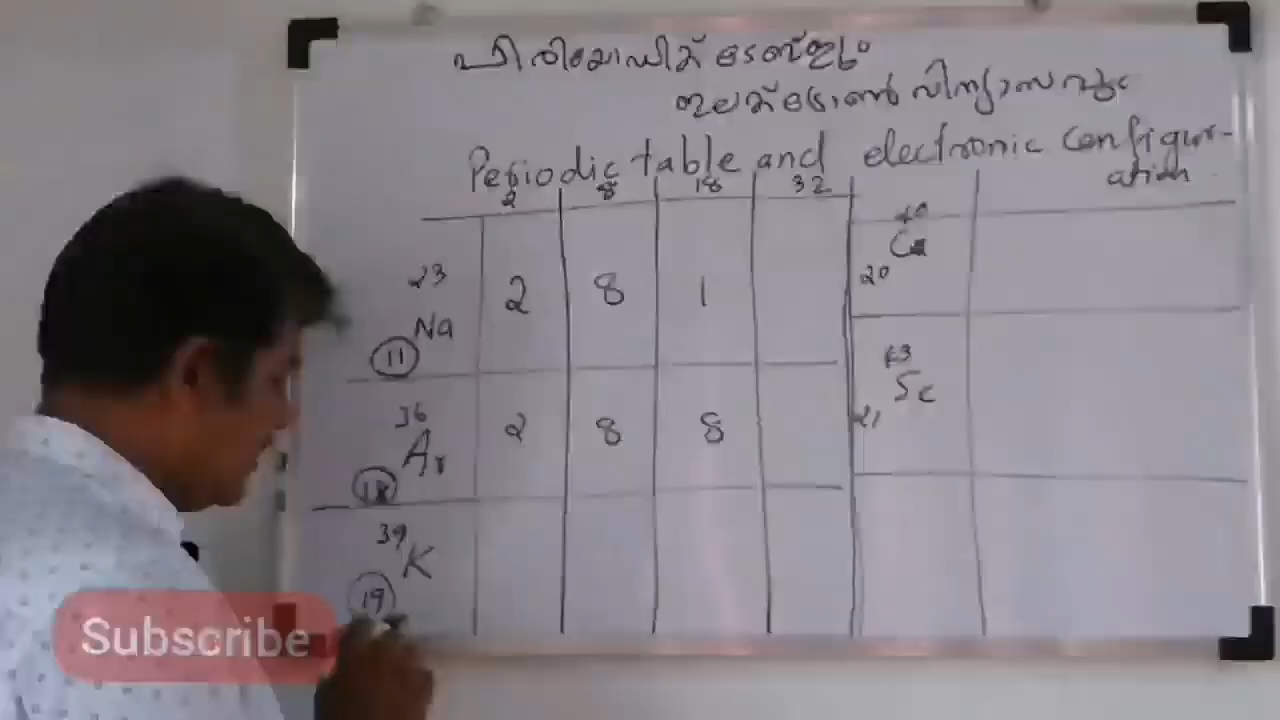 പീരിയോഡിക് ടേബിളും
ഇലക്ട്രോൺ വിന്യാസവും
Periodic table and electronic configur-
ation
2 8 18 32
23
Na
11
2 8 1
40
Ca
20
36
Ar
18
2 8 8
43
Sc
21
39
K
19
Subscribe